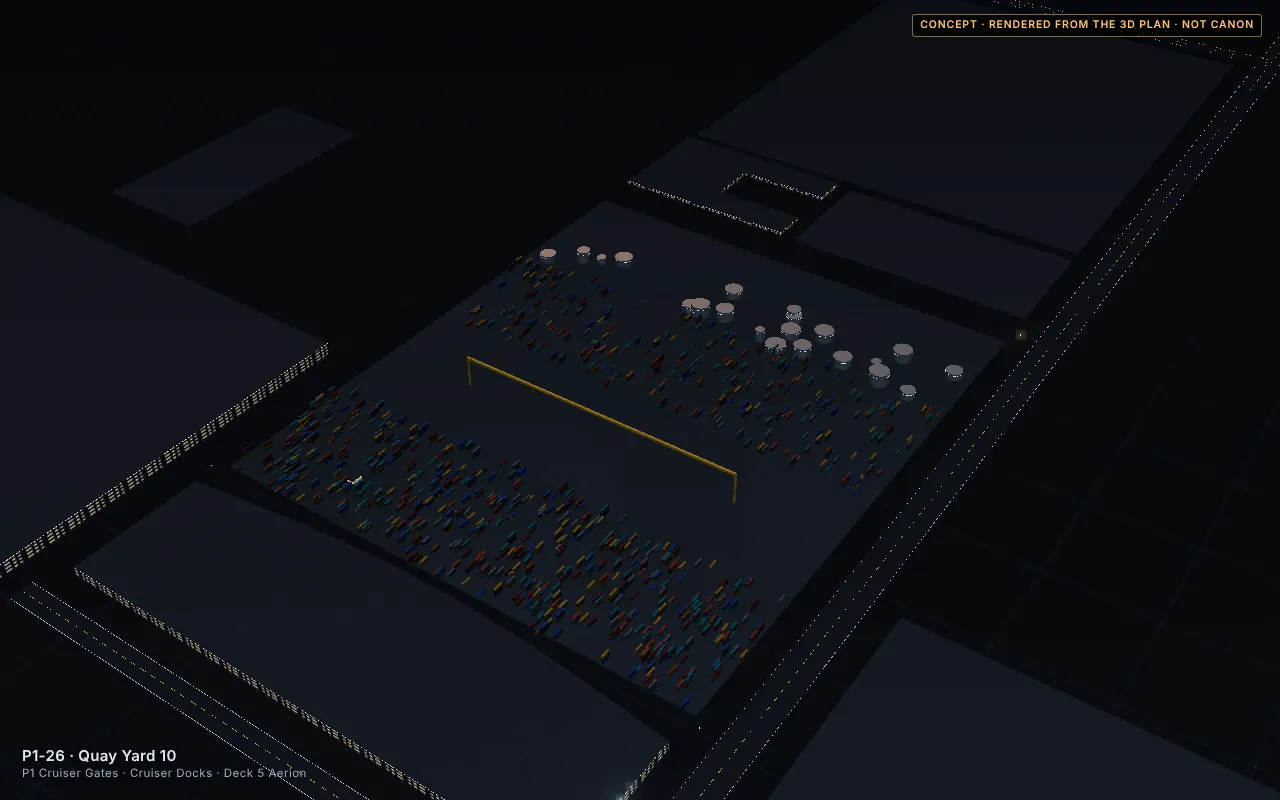 CONCEPT · RENDERED FROM THE 3D PLAN · NOT CANON
P1-26 · Quay Yard 10
P1 Cruiser Gates · Cruiser Docks · Deck 5 Aerion